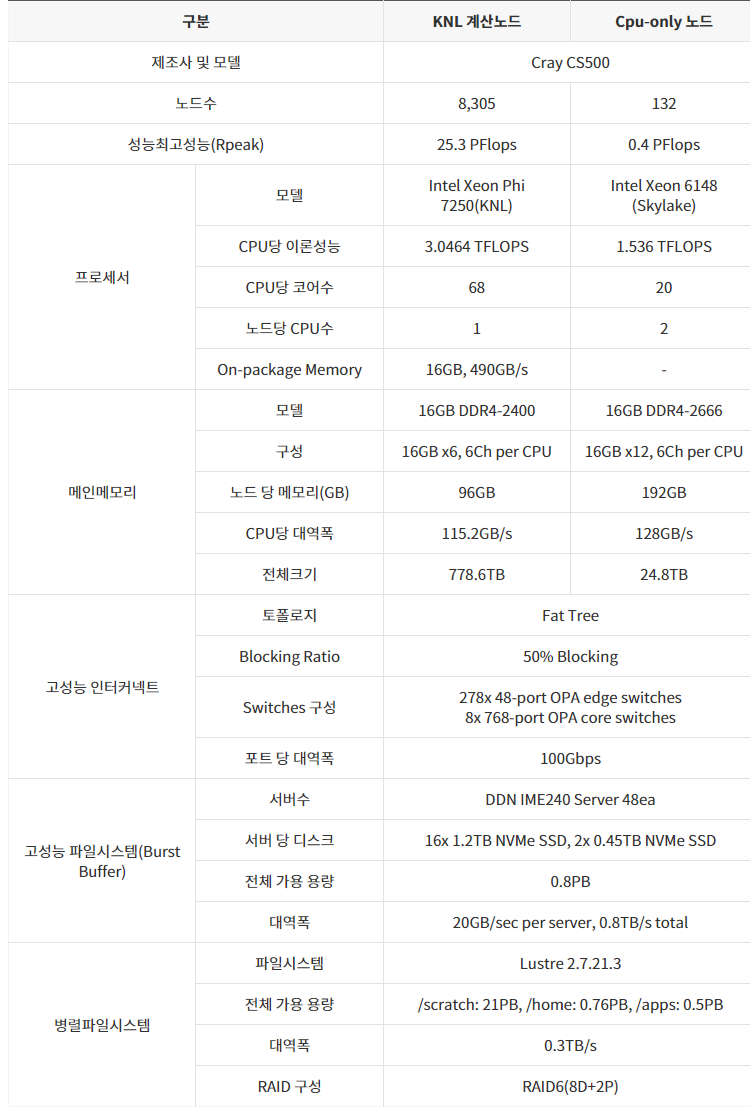 구분 KNL 계산노드 Cpu-only 노드
제조사 및 모델 Cray CS500
노드수 8,305 132
성능최고성능(Rpeak) 25.3 PFlops 0.4 PFlops
프로세서
모델 Intel Xeon Phi 7250(KNL) Intel Xeon 6148 (Skylake)
CPU당 이론성능 3.0464 TFLOPS 1.536 TFLOPS
CPU당 코어수 68 20
노드당 CPU수 1 2
On-package Memory 16GB, 490GB/s -
메인메모리
모델 16GB DDR4-2400 16GB DDR4-2666
구성 16GB x6, 6Ch per CPU 16GB x12, 6Ch per CPU
노드 당 메모리(GB) 96GB 192GB
CPU당 대역폭 115.2GB/s 128GB/s
전체크기 778.6TB 24.8TB
고성능 인터커넥트
토폴로지 Fat Tree
Blocking Ratio 50% Blocking
Switches 구성 278x 48-port OPA edge switches
8x 768-port OPA core switches
포트 당 대역폭 100Gbps
고성능 파일시스템(Burst
Buffer)
서버수 DDN IME240 Server 48ea
서버 당 디스크 16x 1.2TB NVMe SSD, 2x 0.45TB NVMe SSD
전체 가용 용량 0.8PB
대역폭 20GB/sec per server, 0.8TB/s total
병렬파일시스템
파일시스템 Lustre 2.7.21.3
전체 가용 용량 /scratch: 21PB, /home: 0.76PB, /apps: 0.5PB
대역폭 0.3TB/s
RAID 구성 RAID6(8D+2P)